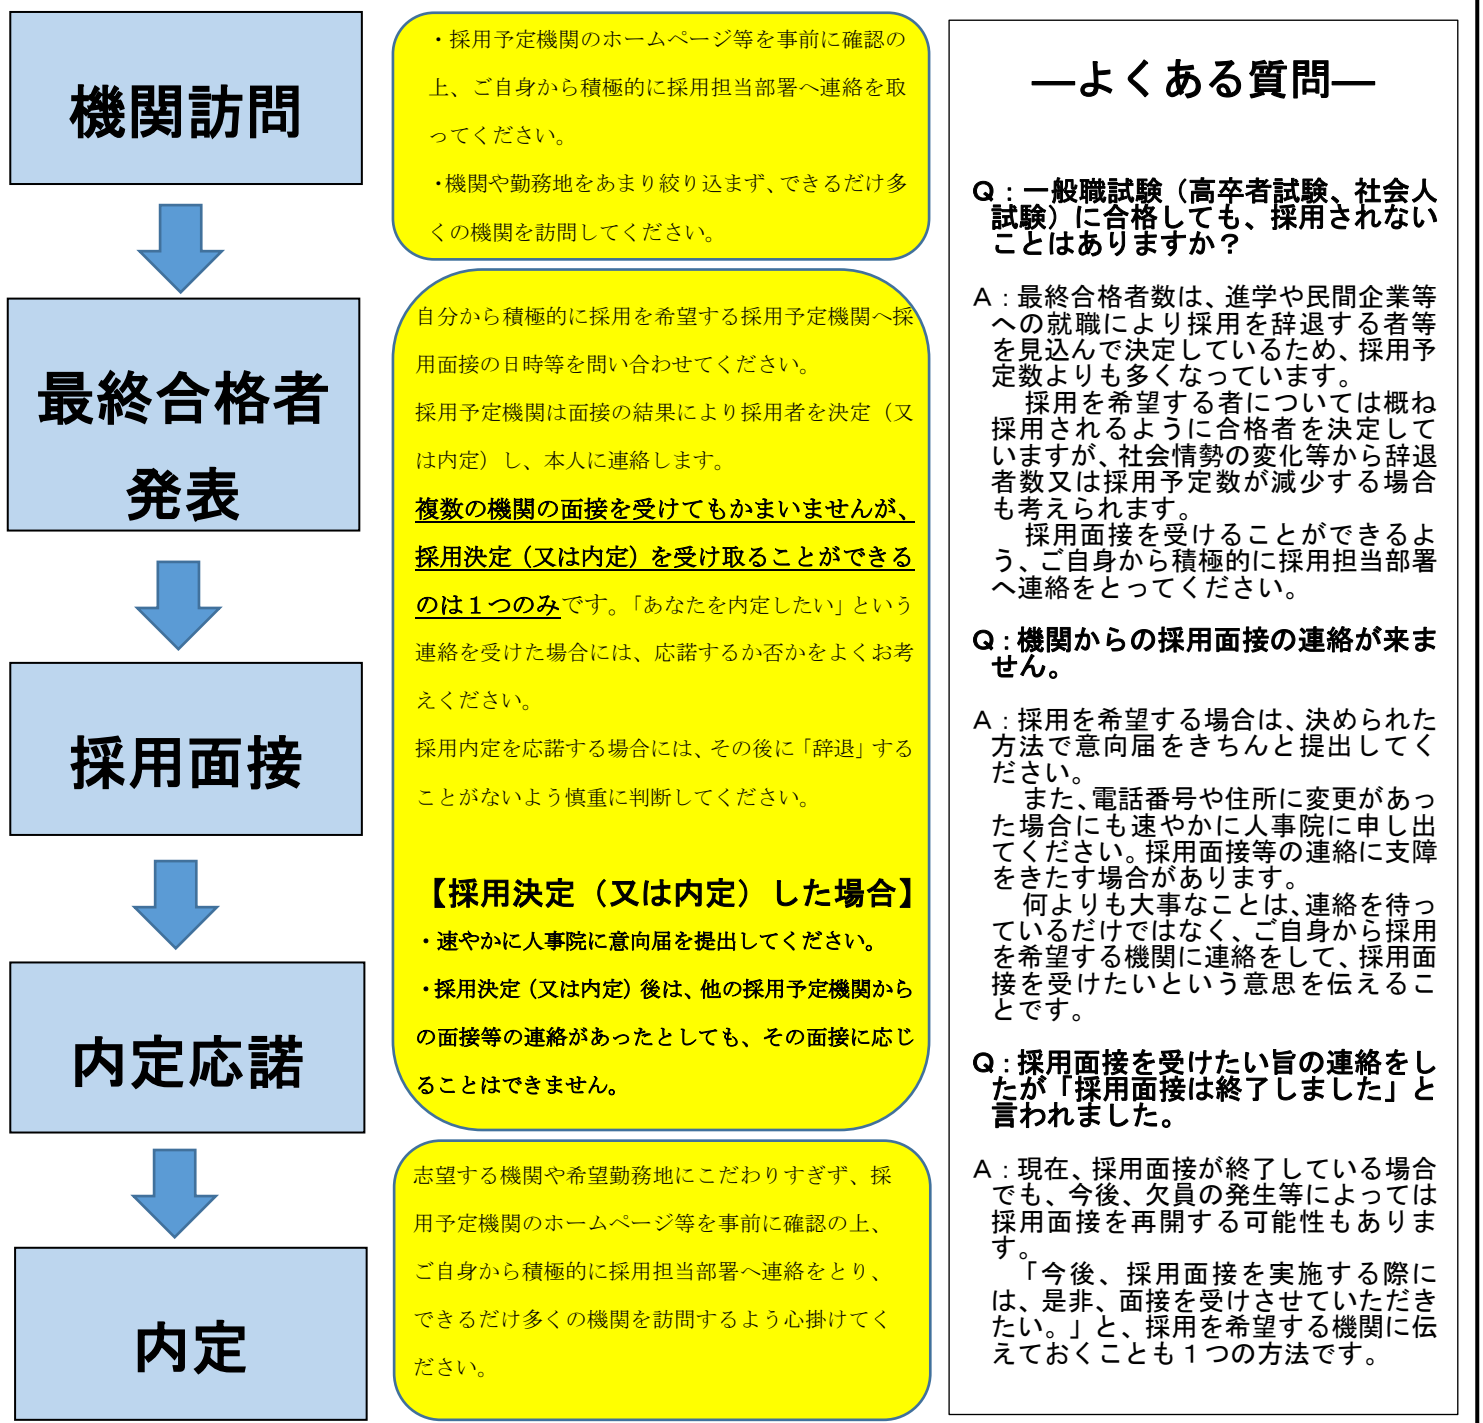 機関訪問
最終合格者
発表
採用面接
内定応諾
内定
・採用予定機関のホームページ等を事前に確認の
上、ご自身から積極的に採用担当部署へ連絡を取
ってください。
・機関や勤務地をあまり絞り込まず、できるだけ多
くの機関を訪問してください。
自分から積極的に採用を希望する採用予定機関へ採
用面接の日時等を問い合わせてください。
採用予定機関は面接の結果により採用者を決定（又
は内定）し、本人に連絡します。
複数の機関の面接を受けてもかまいませんが、
採用決定（又は内定）を受け取ることができる
のは１つのみです。「あなたを内定したい」という
連絡を受けた場合には、応諾するか否かをよくお考
えください。
採用内定を応諾する場合には、その後に「辞退」する
ことがないよう慎重に判断してください。
【採用決定（又は内定）した場合】
・速やかに人事院に意向届を提出してください。
・採用決定（又は内定）後は、他の採用予定機関から
の面接等の連絡があったとしても、その面接に応じ
ることはできません。
志望する機関や希望勤務地にこだわりすぎず、採
用予定機関のホームページ等を事前に確認の上、
ご自身から積極的に採用担当部署へ連絡をとり、
できるだけ多くの機関を訪問するよう心掛けてく
ださい。
―よくある質問―
Ｑ：一般職試験（高卒者試験、社会人
試験）に合格しても、採用されない
ことはありますか？
Ａ：最終合格者数は、進学や民間企業等
への就職により採用を辞退する者等
を見込んで決定しているため、採用予
定数よりも多くなっています。
採用を希望する者については概ね
採用されるように合格者を決定して
いますが、社会情勢の変化等から辞退
者数又は採用予定数が減少する場合
も考えられます。
採用面接を受けることができるよ
う、ご自身から積極的に採用担当部署
へ連絡をとってください。
Ｑ：機関からの採用面接の連絡が来ま
せん。
Ａ：採用を希望する場合は、決められた
方法で意向届をきちんと提出してく
ださい。
また、電話番号や住所に変更があっ
た場合にも速やかに人事院に申し出
てください。採用面接等の連絡に支障
をきたす場合があります。
何よりも大事なことは、連絡を待っ
ているだけではなく、ご自身から採用
を希望する機関に連絡をして、採用面
接を受けたいという意思を伝えるこ
とです。
Ｑ：採用面接を受けたい旨の連絡をし
たが「採用面接は終了しました」と
言われました。
Ａ：現在、採用面接が終了している場合
でも、今後、欠員の発生等によっては
採用面接を再開する可能性もありま
す。
「今後、採用面接を実施する際に
は、是非、面接を受けさせていただき
たい。」と、採用を希望する機関に伝
えておくことも１つの方法です。